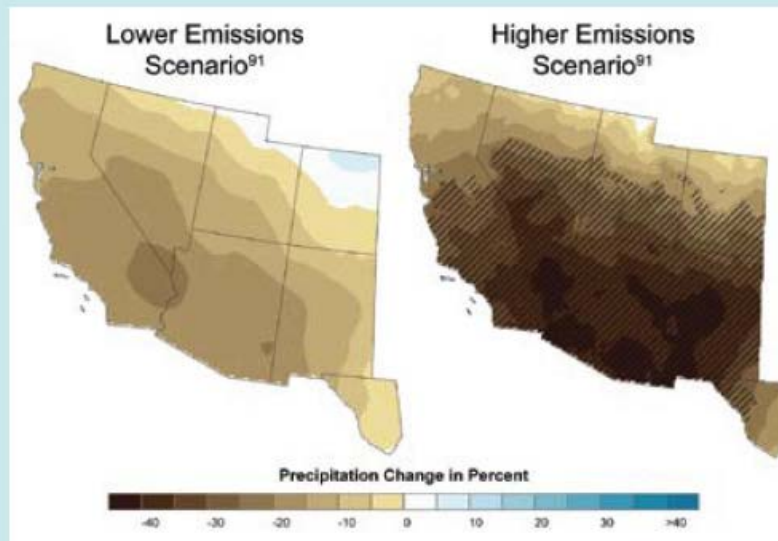 Lower Emissions
Scenario91
Higher Emissions
Scenario91
Precipitation Change in Percent
-40 -30 -20 -10 0 10 20 30 >40